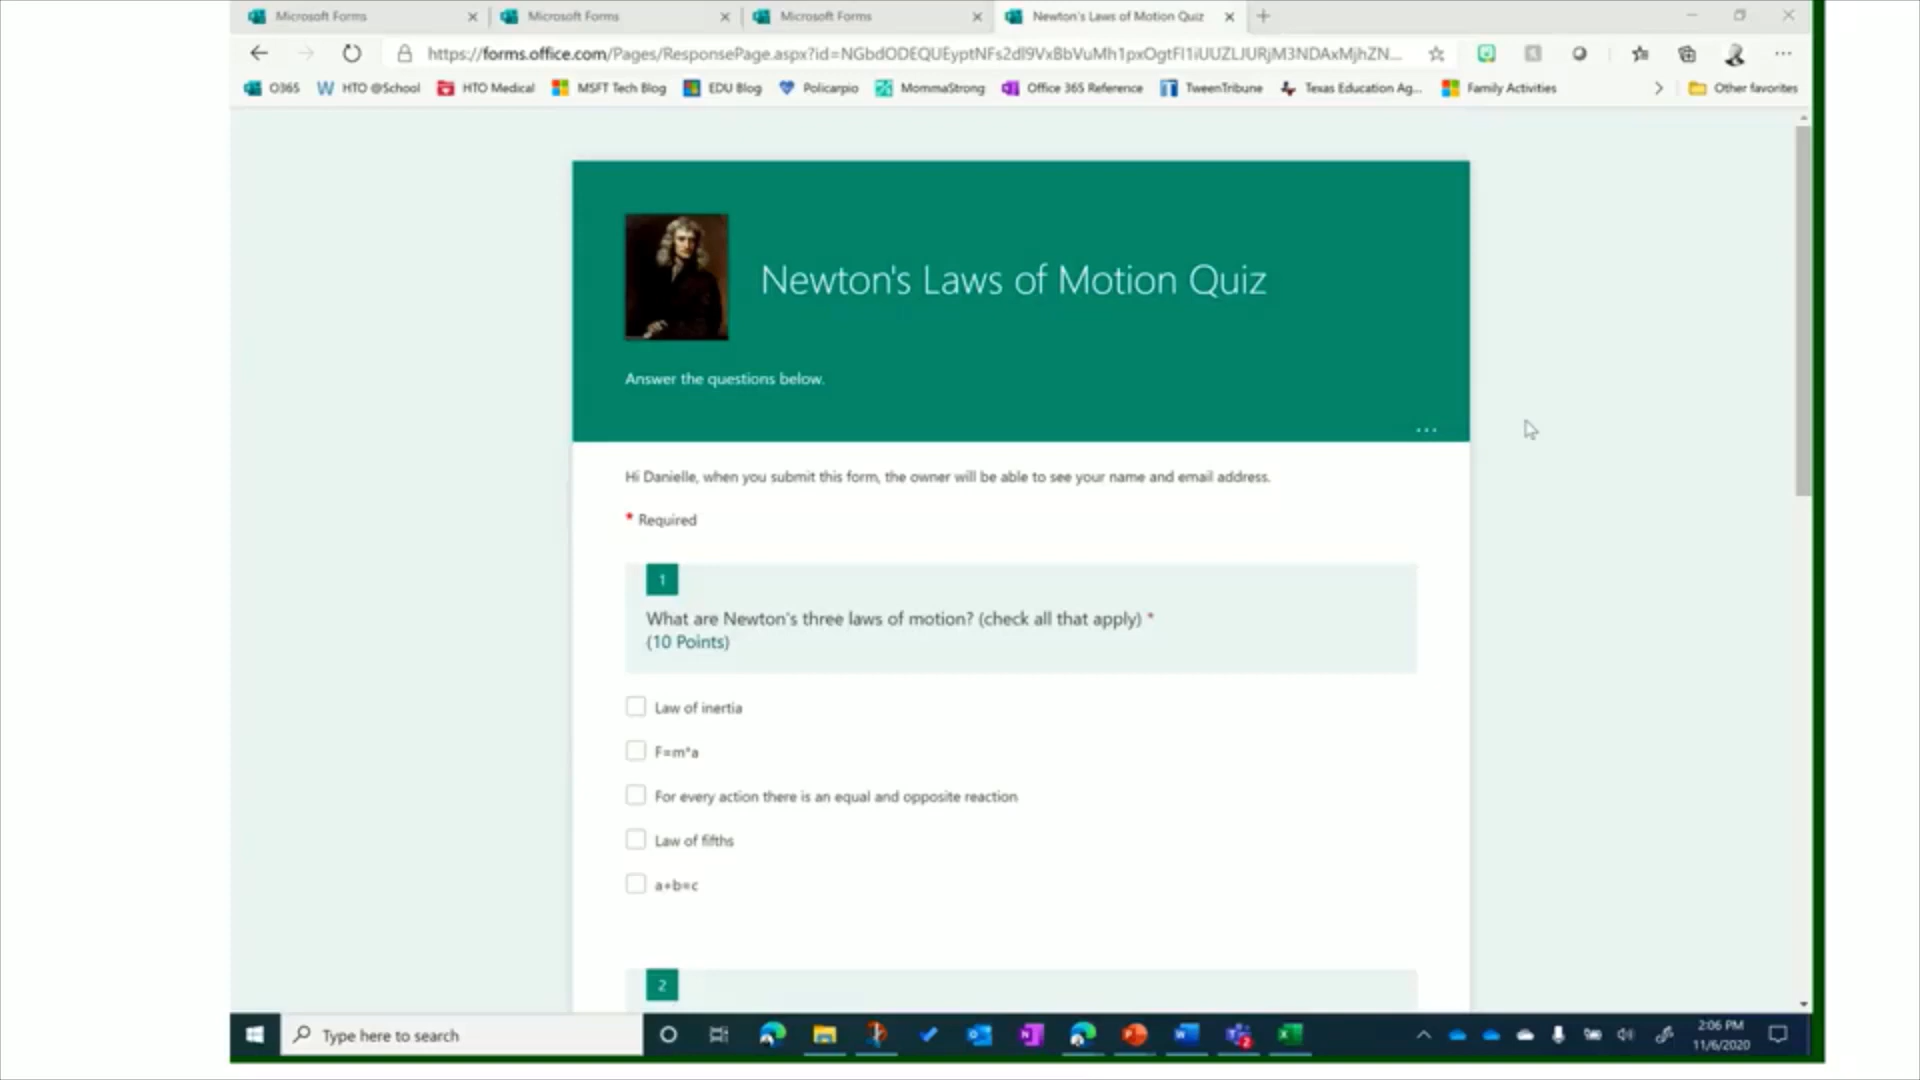 Microsoft Forms
Microsoft Forms
Microsoft Forms
Newton's Laws of Motion Quiz
https://forms.office.com/Pages/ResponsePage.aspx?id=NGbdODEQUEyptNFs2dl9VxBbVuMh1pxOgtFI1iUUZLJURjM3NDAxMjhZN...
O365 HTO @School HTO Medical MSFT Tech Blog EDU Blog Policarpio MommaStrong Office 365 Reference TweenTribune Texas Education Ag... Family Activities Other favorites
Newton's Laws of Motion Quiz
Answer the questions below.
Hi Danielle, when you submit this form, the owner will be able to see your name and email address.
* Required
1
What are Newton's three laws of motion? (check all that apply) *
(10 Points)
Law of inertia
F=m*a
For every action there is an equal and opposite reaction
Law of fifths
a+b=c
2
Type here to search
2:06 PM
11/6/2020